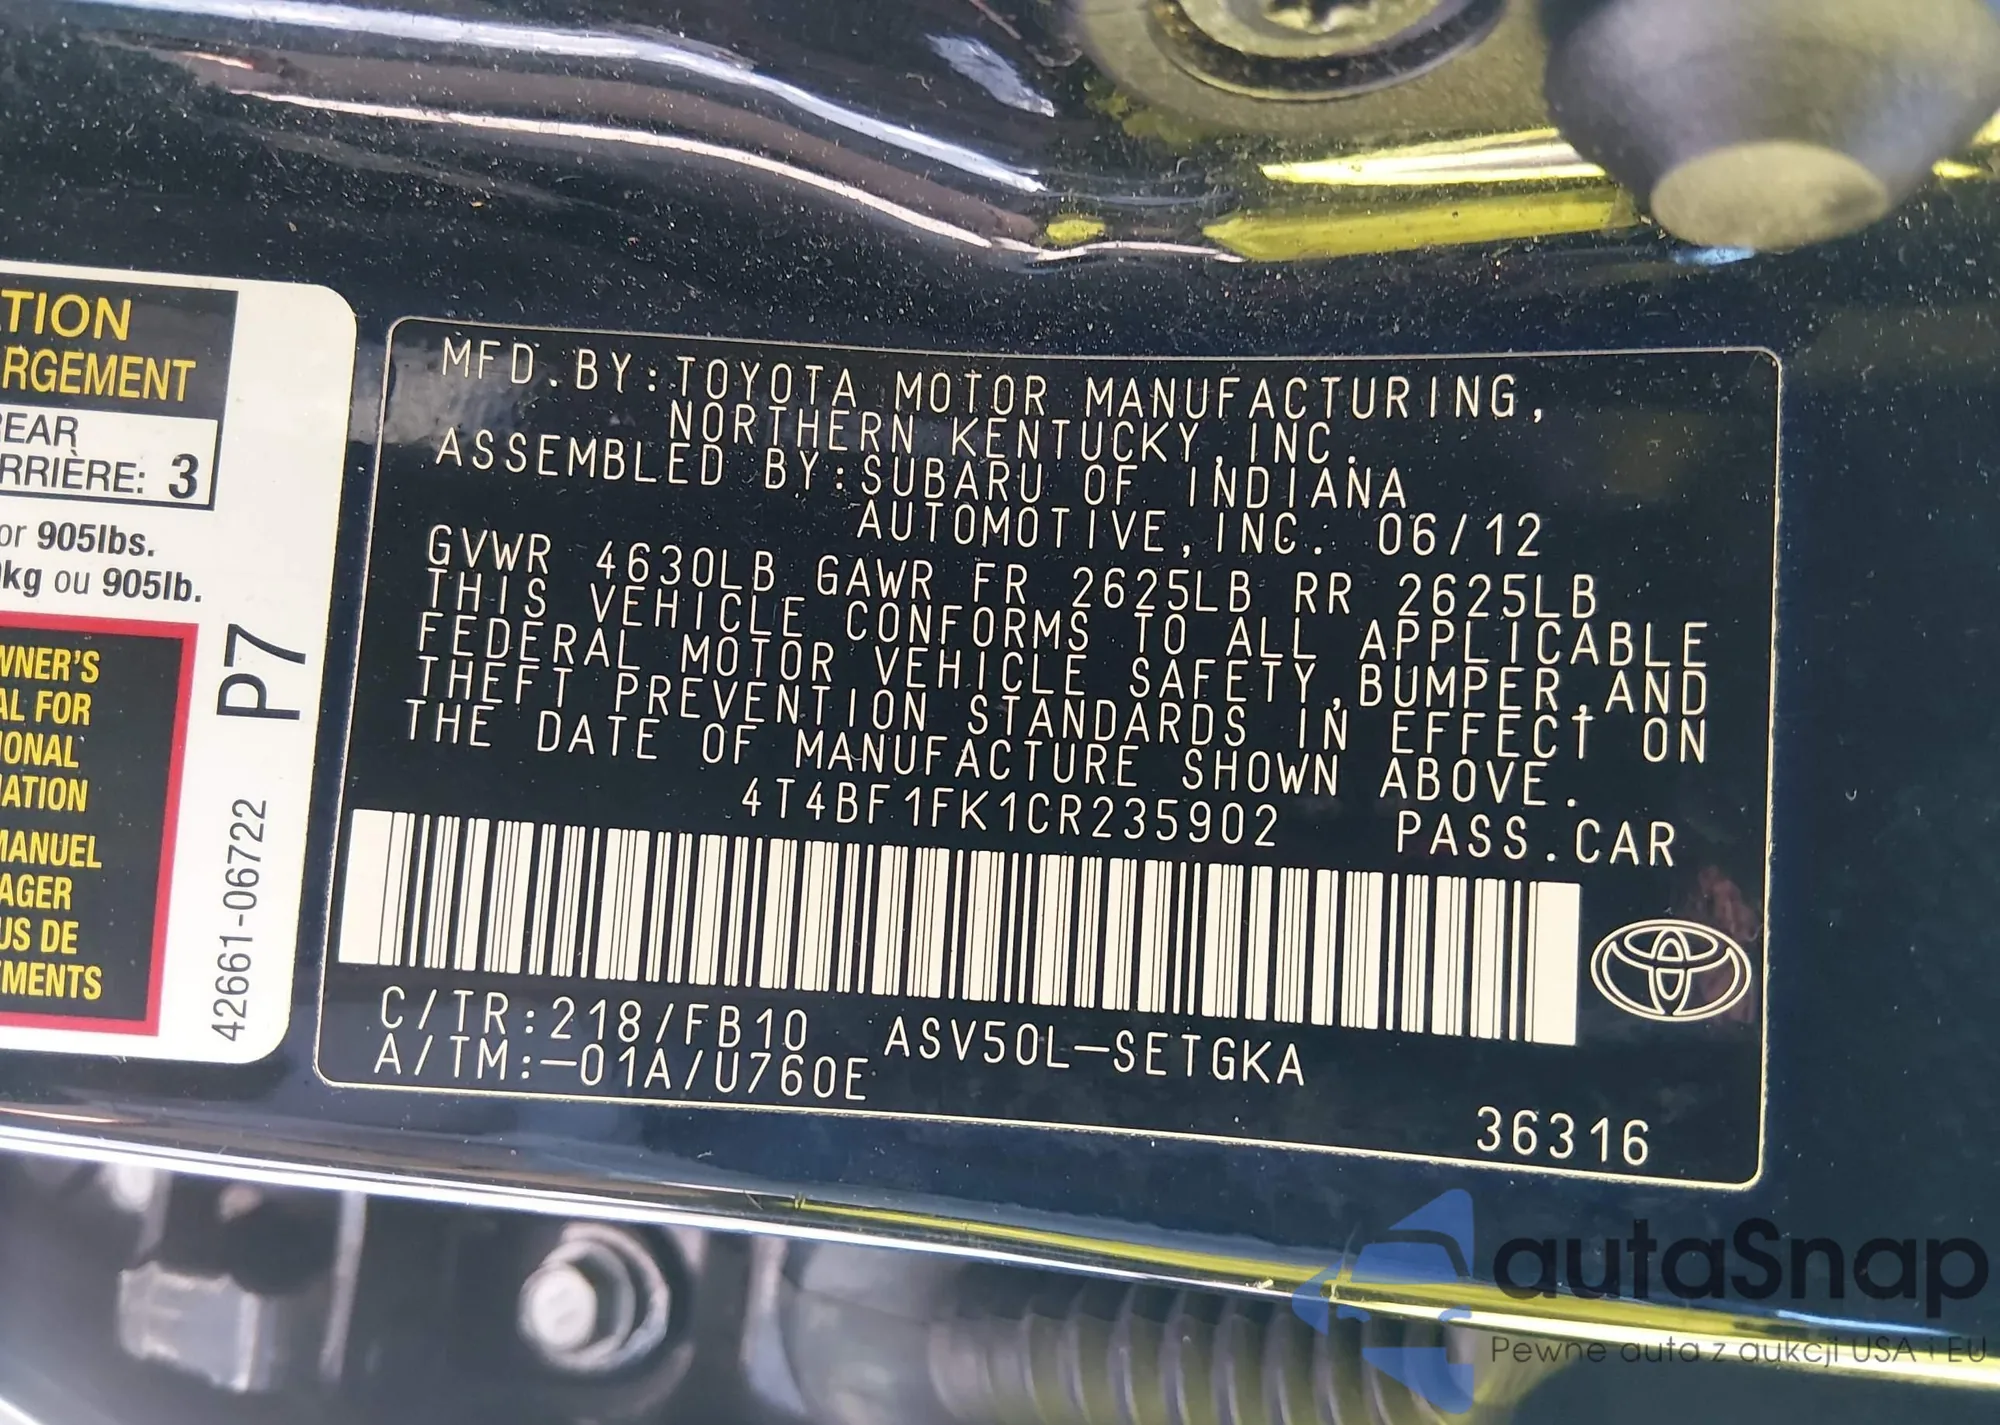 TION
RGEMENT
REAR
RRIÈRE: 3
or 905lbs.
kg ou 905lb.
WNER'S
AL FOR
IONAL
ATION
MANUEL
AGER
US DE
MENTS
P7
42661-06722
MFD.BY:TOYOTA MOTOR MANUFACTURING,
NORTHERN KENTUCKY,INC.
ASSEMBLED BY:SUBARU OF INDIANA
AUTOMOTIVE,INC. 06/12
GVWR 4630LB GAWR FR 2625LB RR 2625LB
THIS VEHICLE CONFORMS TO ALL APPLICABLE
FEDERAL MOTOR VEHICLE SAFETY,BUMPER,AND
THEFT PREVENTION STANDARDS IN EFFECT ON
THE DATE OF MANUFACTURE SHOWN ABOVE.
4T4BF1FK1CR235902 PASS.CAR
C/TR:218/FB10 ASV50L-SETGKA
A/TM:-01A/U760E
36316
autaSnap
Pewne auta z aukcji USA i EU